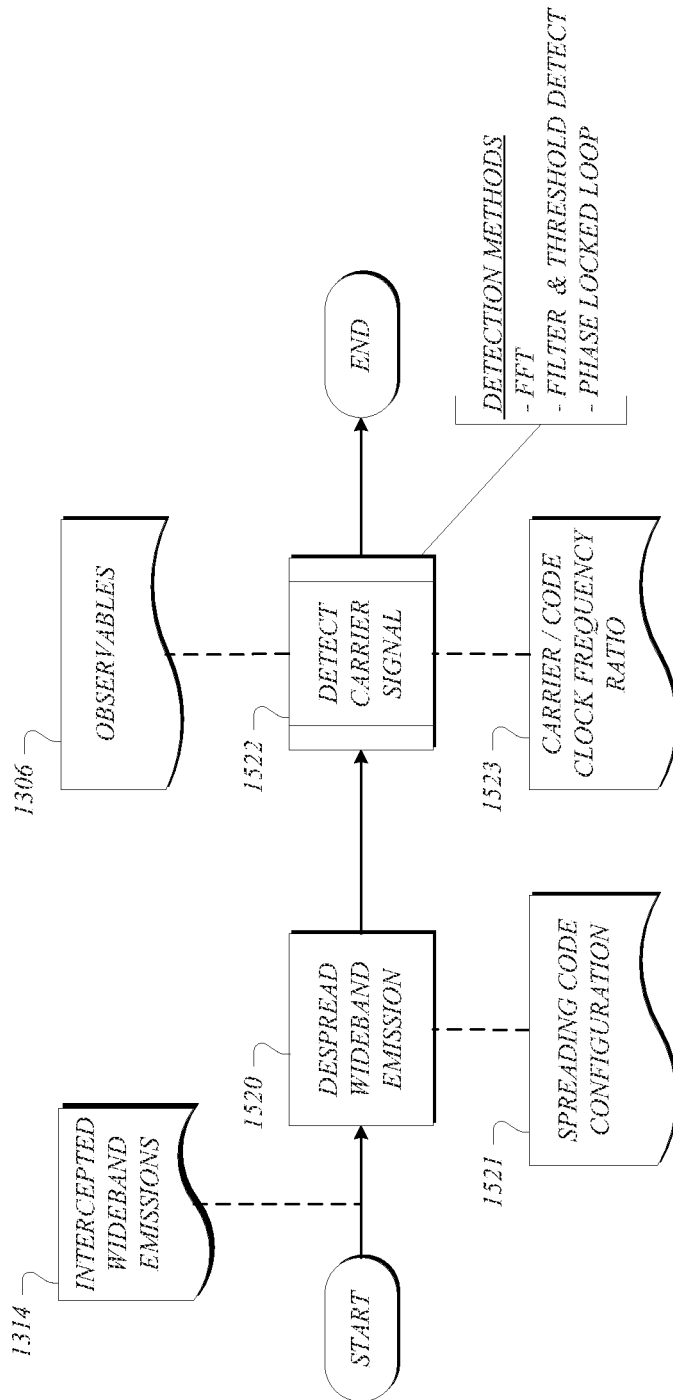 1314
INTERCEPTED
WIDEBAND
EMISSIONS
1306
OBSERVABLES
START
1520
DESPREAD
WIDEBAND
EMISSION
1522
DETECT
CARRIER
SIGNAL
END
1521
SPREADING CODE
CONFIGURATION
1523
CARRIER / CODE
CLOCK FREQUENCY
RATIO
DETECTION METHODS
- FFT
- FILTER & THRESHOLD DETECT
- PHASE LOCKED LOOP